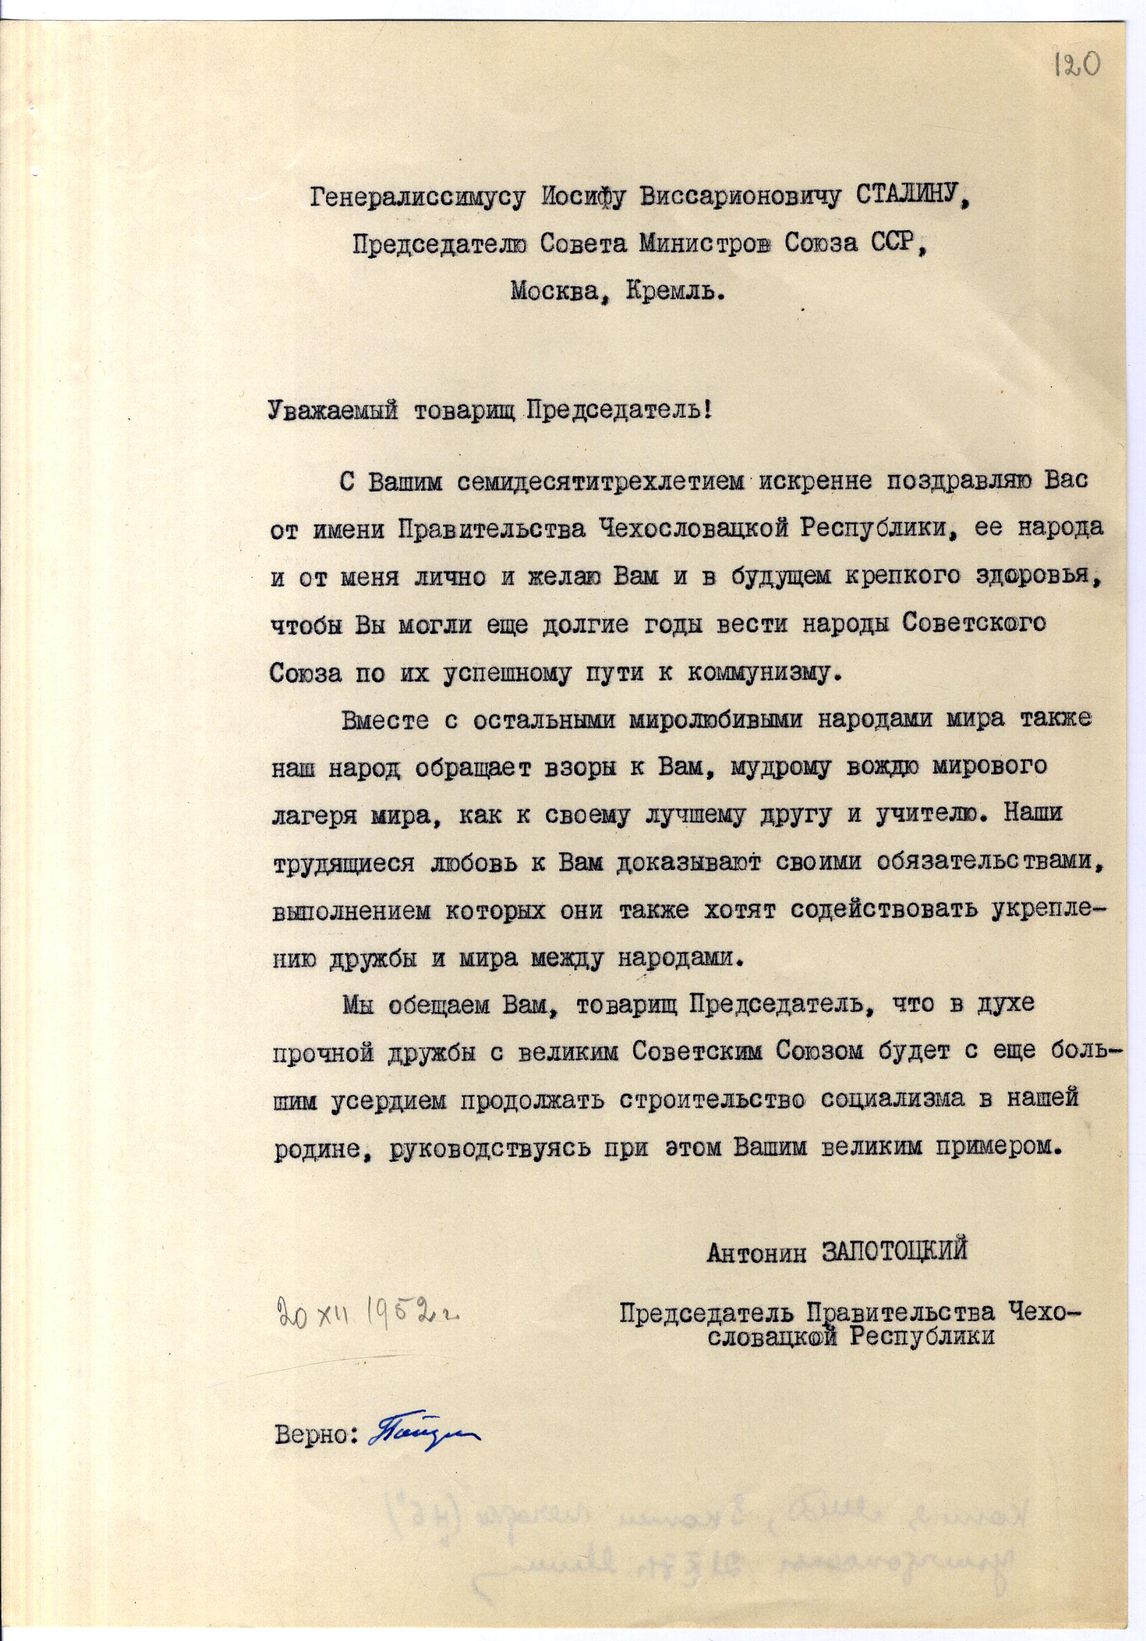 120
Генералиссимусу Иосифу Виссарионовичу СТАЛИНУ,
Председателю Совета Министров Союза ССР,
Москва, Кремль.
Уважаемый товарищ Председатель!
С Вашим семидесятитрехлетием искренне поздравляю Вас
от имени Правительства Чехословацкой Республики, ее народа
и от меня лично и желаю Вам и в будущем крепкого здоровья,
чтобы Вы могли еще долгие годы вести народы Советского
Союза по их успешному пути к коммунизму.
Вместе с остальными миролюбивыми народами мира также
наш народ обращает взоры к Вам, мудрому вождю мирового
лагеря мира, как к своему лучшему другу и учителю. Наши
трудящиеся любовь к Вам доказывают своими обязательствами,
выполнением которых они также хотят содействовать укрепле-
нию дружбы и мира между народами.
Мы обещаем Вам, товарищ Председатель, что в духе
прочной дружбы с великим Советским Союзом будет с еще боль-
шим усердием продолжать строительство социализма в нашей
родине, руководствуясь при этом Вашим великим примером.
Антонин ЗАПОТОЦКИЙ
20 XII 1952 г.
Председатель Правительства Чехо-
словацкой Республики
Верно: